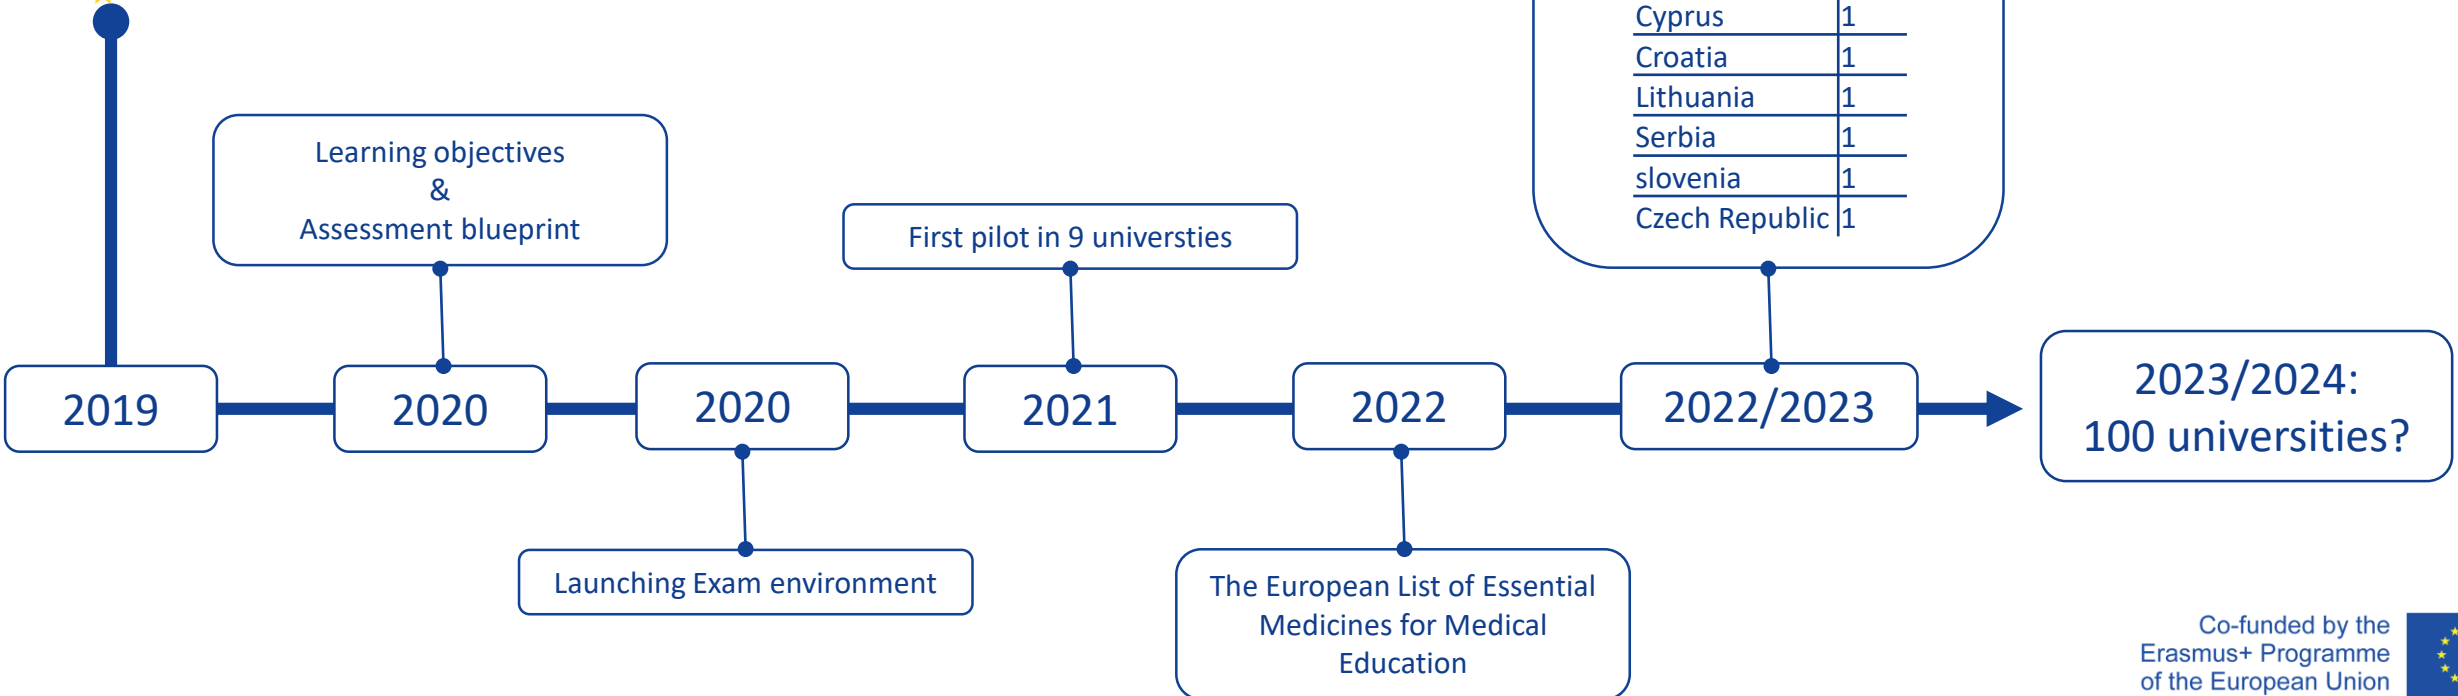 Cyprus 1
Croatia 1
Lithuania 1
Serbia 1
slovenia 1
Czech Republic 1
Learning objectives
&
Assessment blueprint
First pilot in 9 universties
2019
2020
2020
2021
2022
2022/2023
2023/2024:
100 universities?
Launching Exam environment
The European List of Essential
Medicines for Medical
Education
Co-funded by the
Erasmus+ Programme
of the European Union